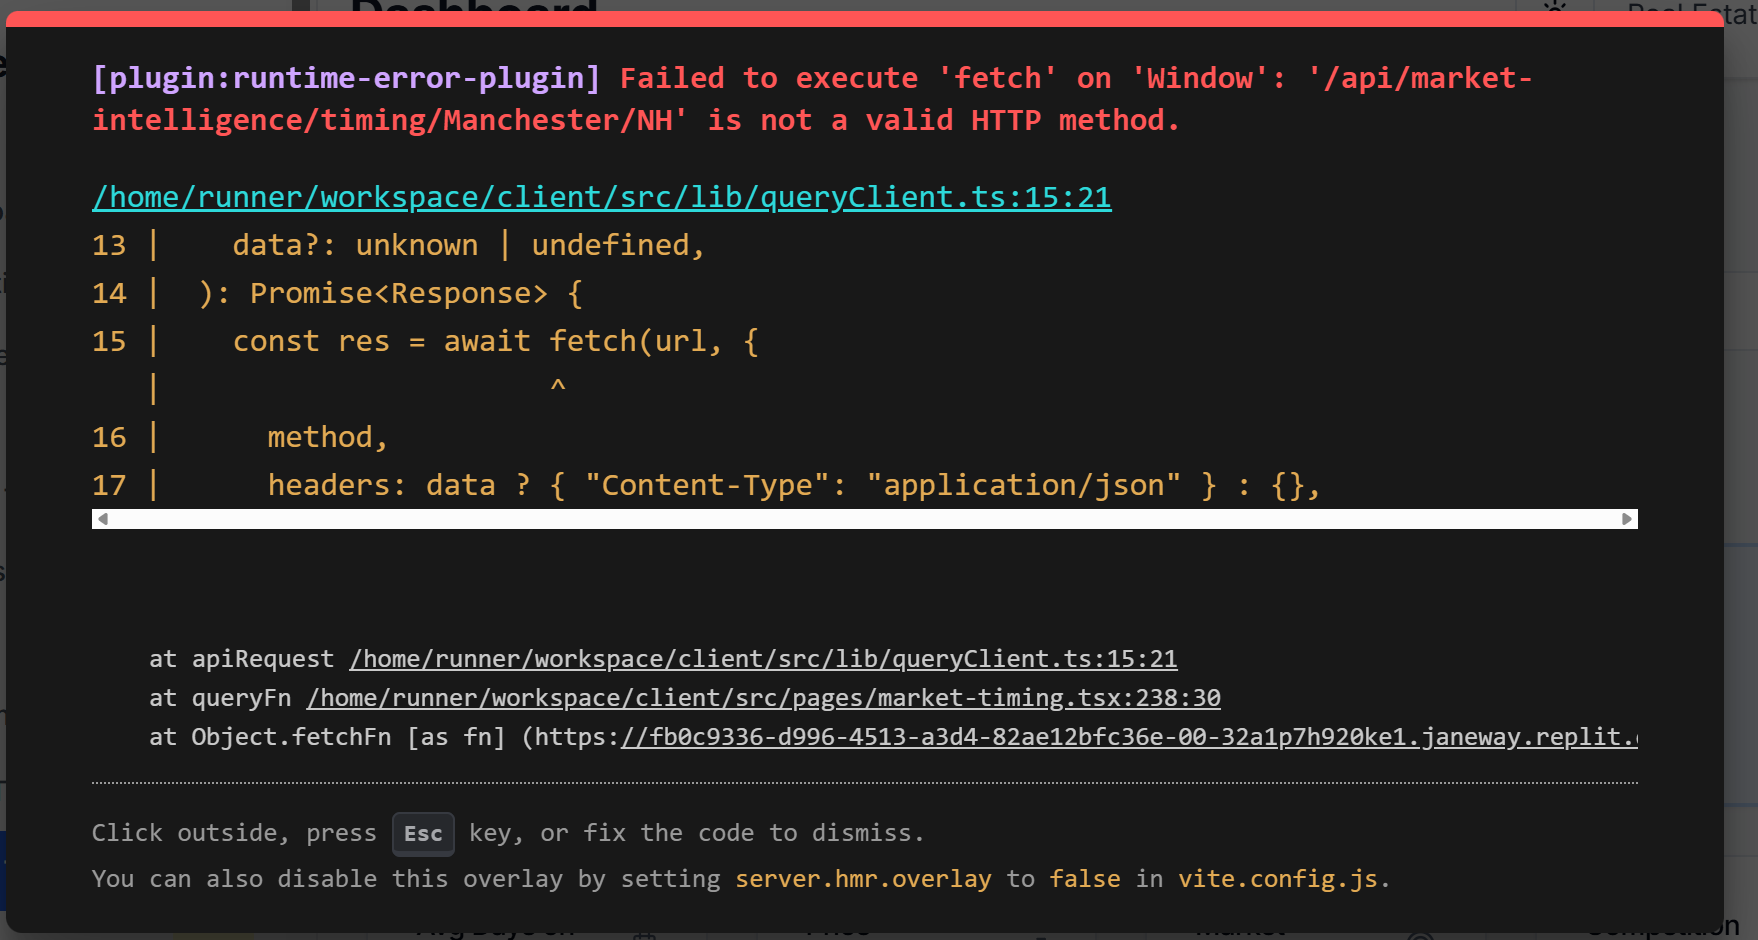 Dashboard
[plugin:runtime-error-plugin] Failed to execute 'fetch' on 'Window': '/api/market-
intelligence/timing/Manchester/NH' is not a valid HTTP method.
/home/runner/workspace/client/src/lib/queryClient.ts:15:21
13 |    data?: unknown | undefined,
14 |  ): Promise<Response> {
15 |    const res = await fetch(url, {
   |                      ^
16 |      method,
17 |      headers: data ? { "Content-Type": "application/json" } : {},
at apiRequest /home/runner/workspace/client/src/lib/queryClient.ts:15:21
at queryFn /home/runner/workspace/client/src/pages/market-timing.tsx:238:30
at Object.fetchFn [as fn] (https://fb0c9336-d996-4513-a3d4-82ae12bfc36e-00-32a1p7h920ke1.janeway.replit.
Click outside, press Esc key, or fix the code to dismiss.
You can also disable this overlay by setting server.hmr.overlay to false in vite.config.js.